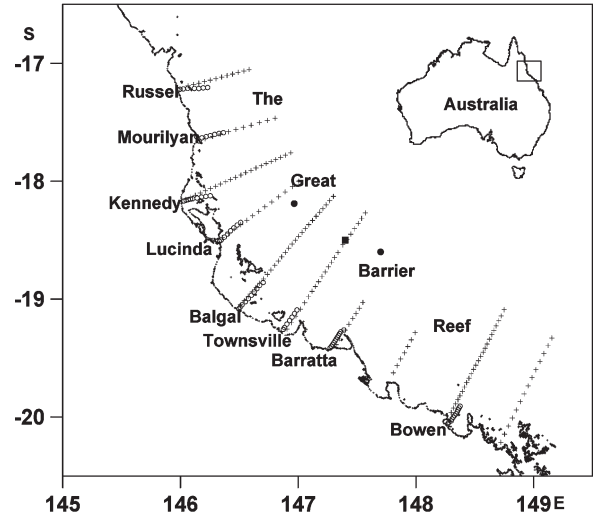 S
-17
Russel
The
Australia
Mourilyan
-18
Great
Kennedy
Lucinda
Barrier
-19
Balgal
Townsville
Reef
Barratta
-20
Bowen
145 146 147 148 149 E